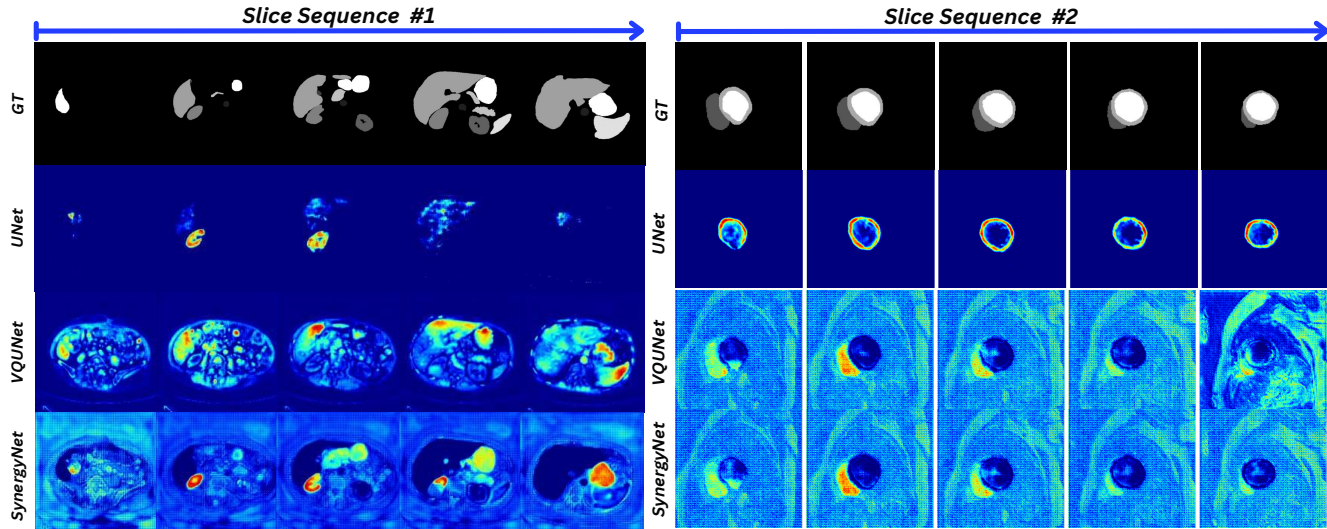 Slice Sequence #1
GT
UNet
VQUNet
SynergyNet
Slice Sequence #2
GT
UNet
VQUNet
SynergyNet